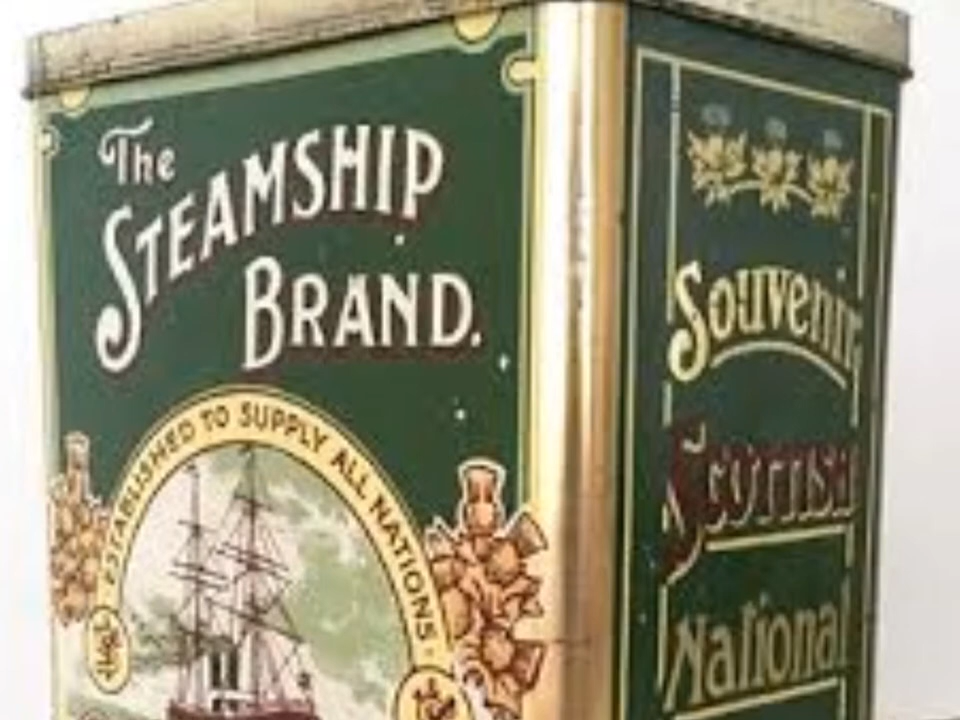 The
STEAMSHIP
BRAND.
ESTABLISHED TO SUPPLY ALL NATIONS
Souvenir
Scottish
National